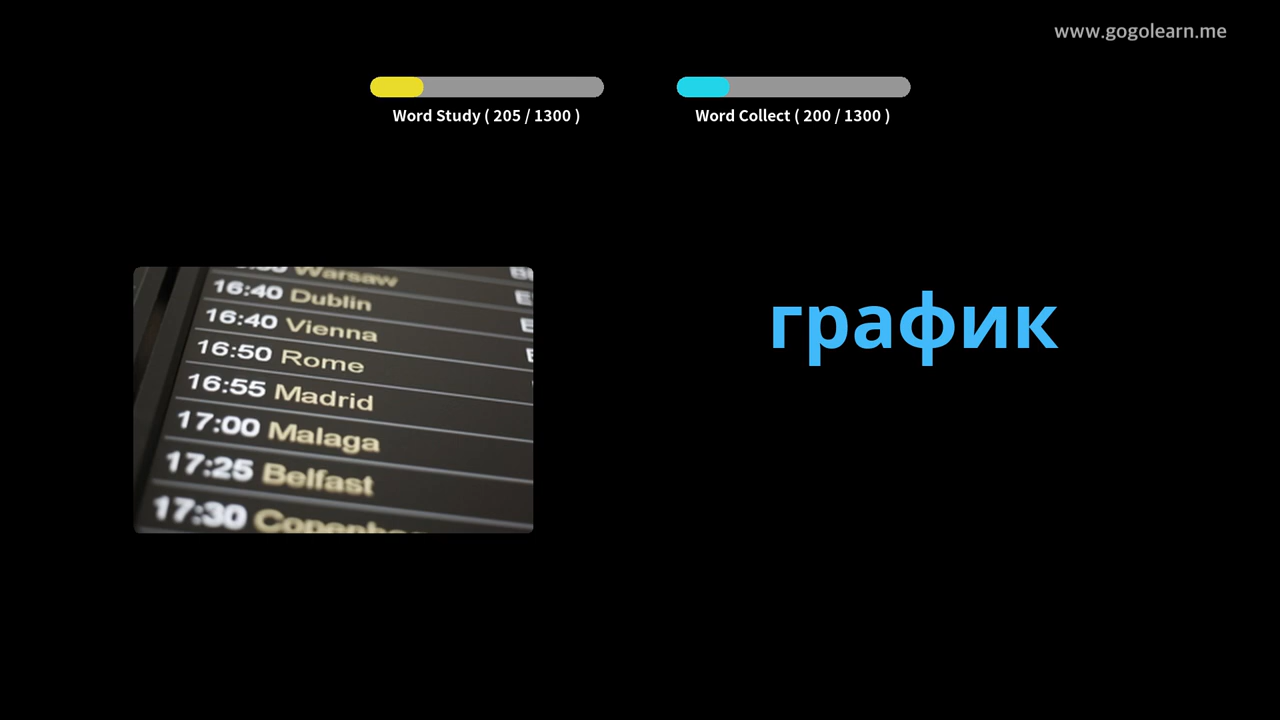 www.gogolearn.me
Word Study ( 205 / 1300 )
Word Collect ( 200 / 1300 )
Warsaw
16:40 Dublin
16:40 Vienna
16:50 Rome
16:55 Madrid
17:00 Malaga
17:25 Belfast
17:30
график